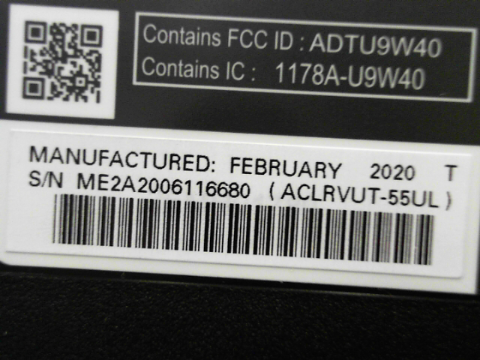 Contains FCC ID : ADTU9W40
Contains IC : 1178A-U9W40
MANUFACTURED: FEBRUARY 2020 T
S/N ME2A2006116680 (ACLRVUT-55UL)